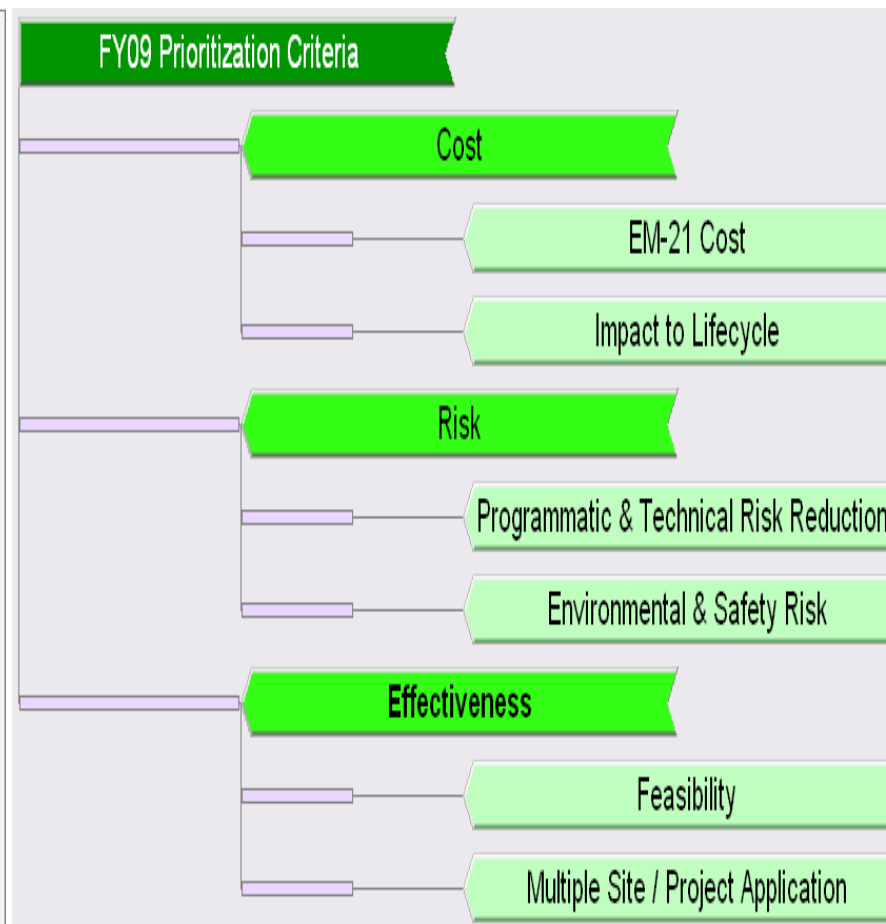 FY09 Prioritization Criteria
Cost
EM-21 Cost
Impact to Lifecycle
Risk
Programmatic & Technical Risk Reduction
Environmental & Safety Risk
Effectiveness
Feasibility
Multiple Site / Project Application